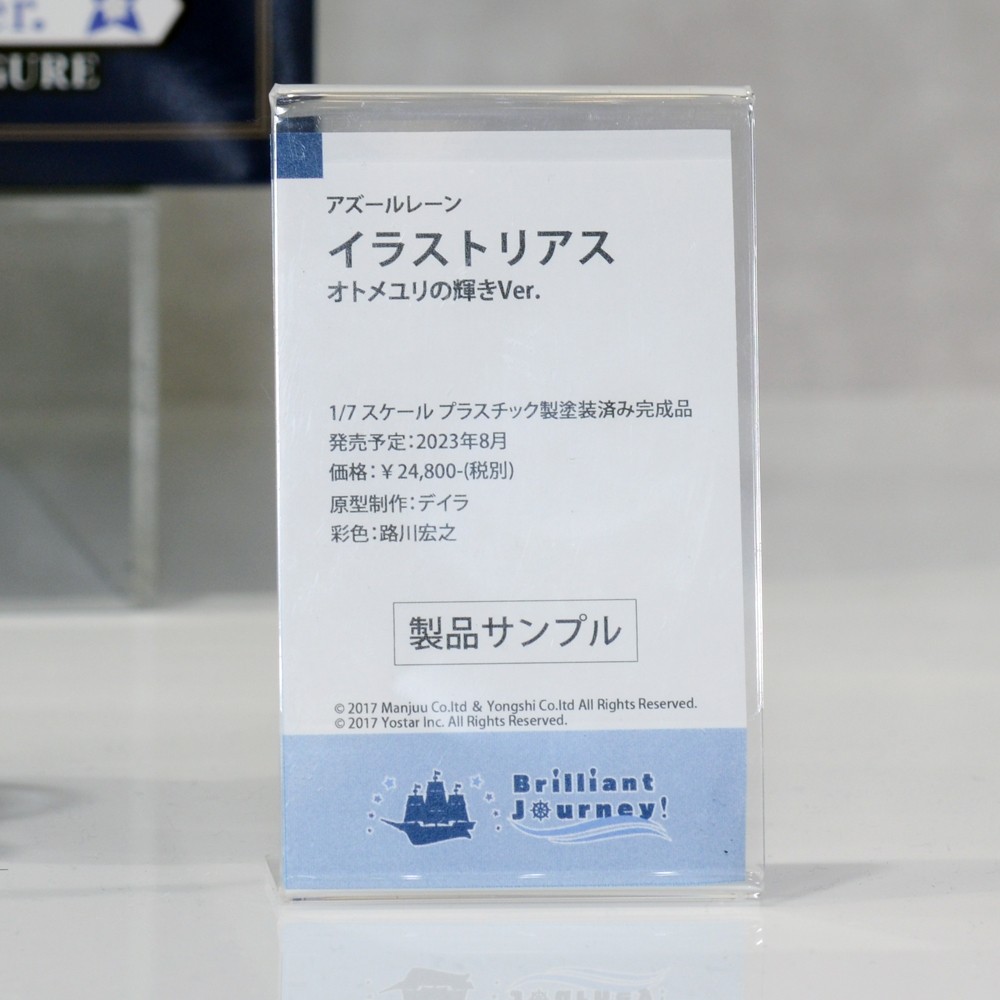 er.
GURE
アズールレーン
イラストリアス
オトメユリの輝きVer.
1/7 スケール プラスチック製塗装済み完成品
発売予定：2023年8月
価格：￥24,800-(税別)
原型制作：デイラ
彩色：路川宏之
製品サンプル
© 2017 Manjuu Co.ltd & Yongshi Co.ltd All Rights Reserved.
© 2017 Yostar Inc. All Rights Reserved.
Brilliant
Journey!